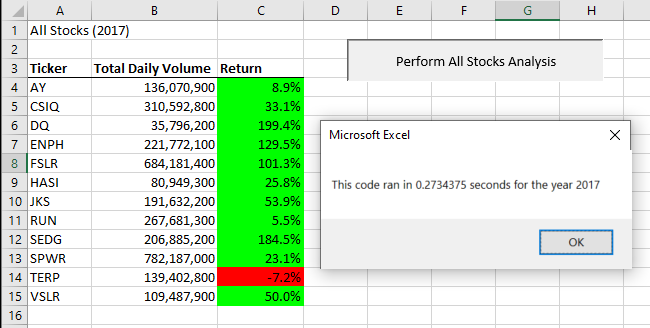 A B C D E F G H
1 All Stocks (2017)
2
Perform All Stocks Analysis
3 Ticker Total Daily Volume Return
4 AY 136,070,900 8.9%
5 CSIQ 310,592,800 33.1%
6 DQ 35,796,200 199.4%
7 ENPH 221,772,100 129.5%
8 FSLR 684,181,400 101.3%
9 HASI 80,949,300 25.8%
10 JKS 191,632,200 53.9%
11 RUN 267,681,300 5.5%
12 SEDG 206,885,200 184.5%
13 SPWR 782,187,000 23.1%
14 TERP 139,402,800 -7.2%
15 VSLR 109,487,900 50.0%
16
Microsoft Excel
This code ran in 0.2734375 seconds for the year 2017
OK